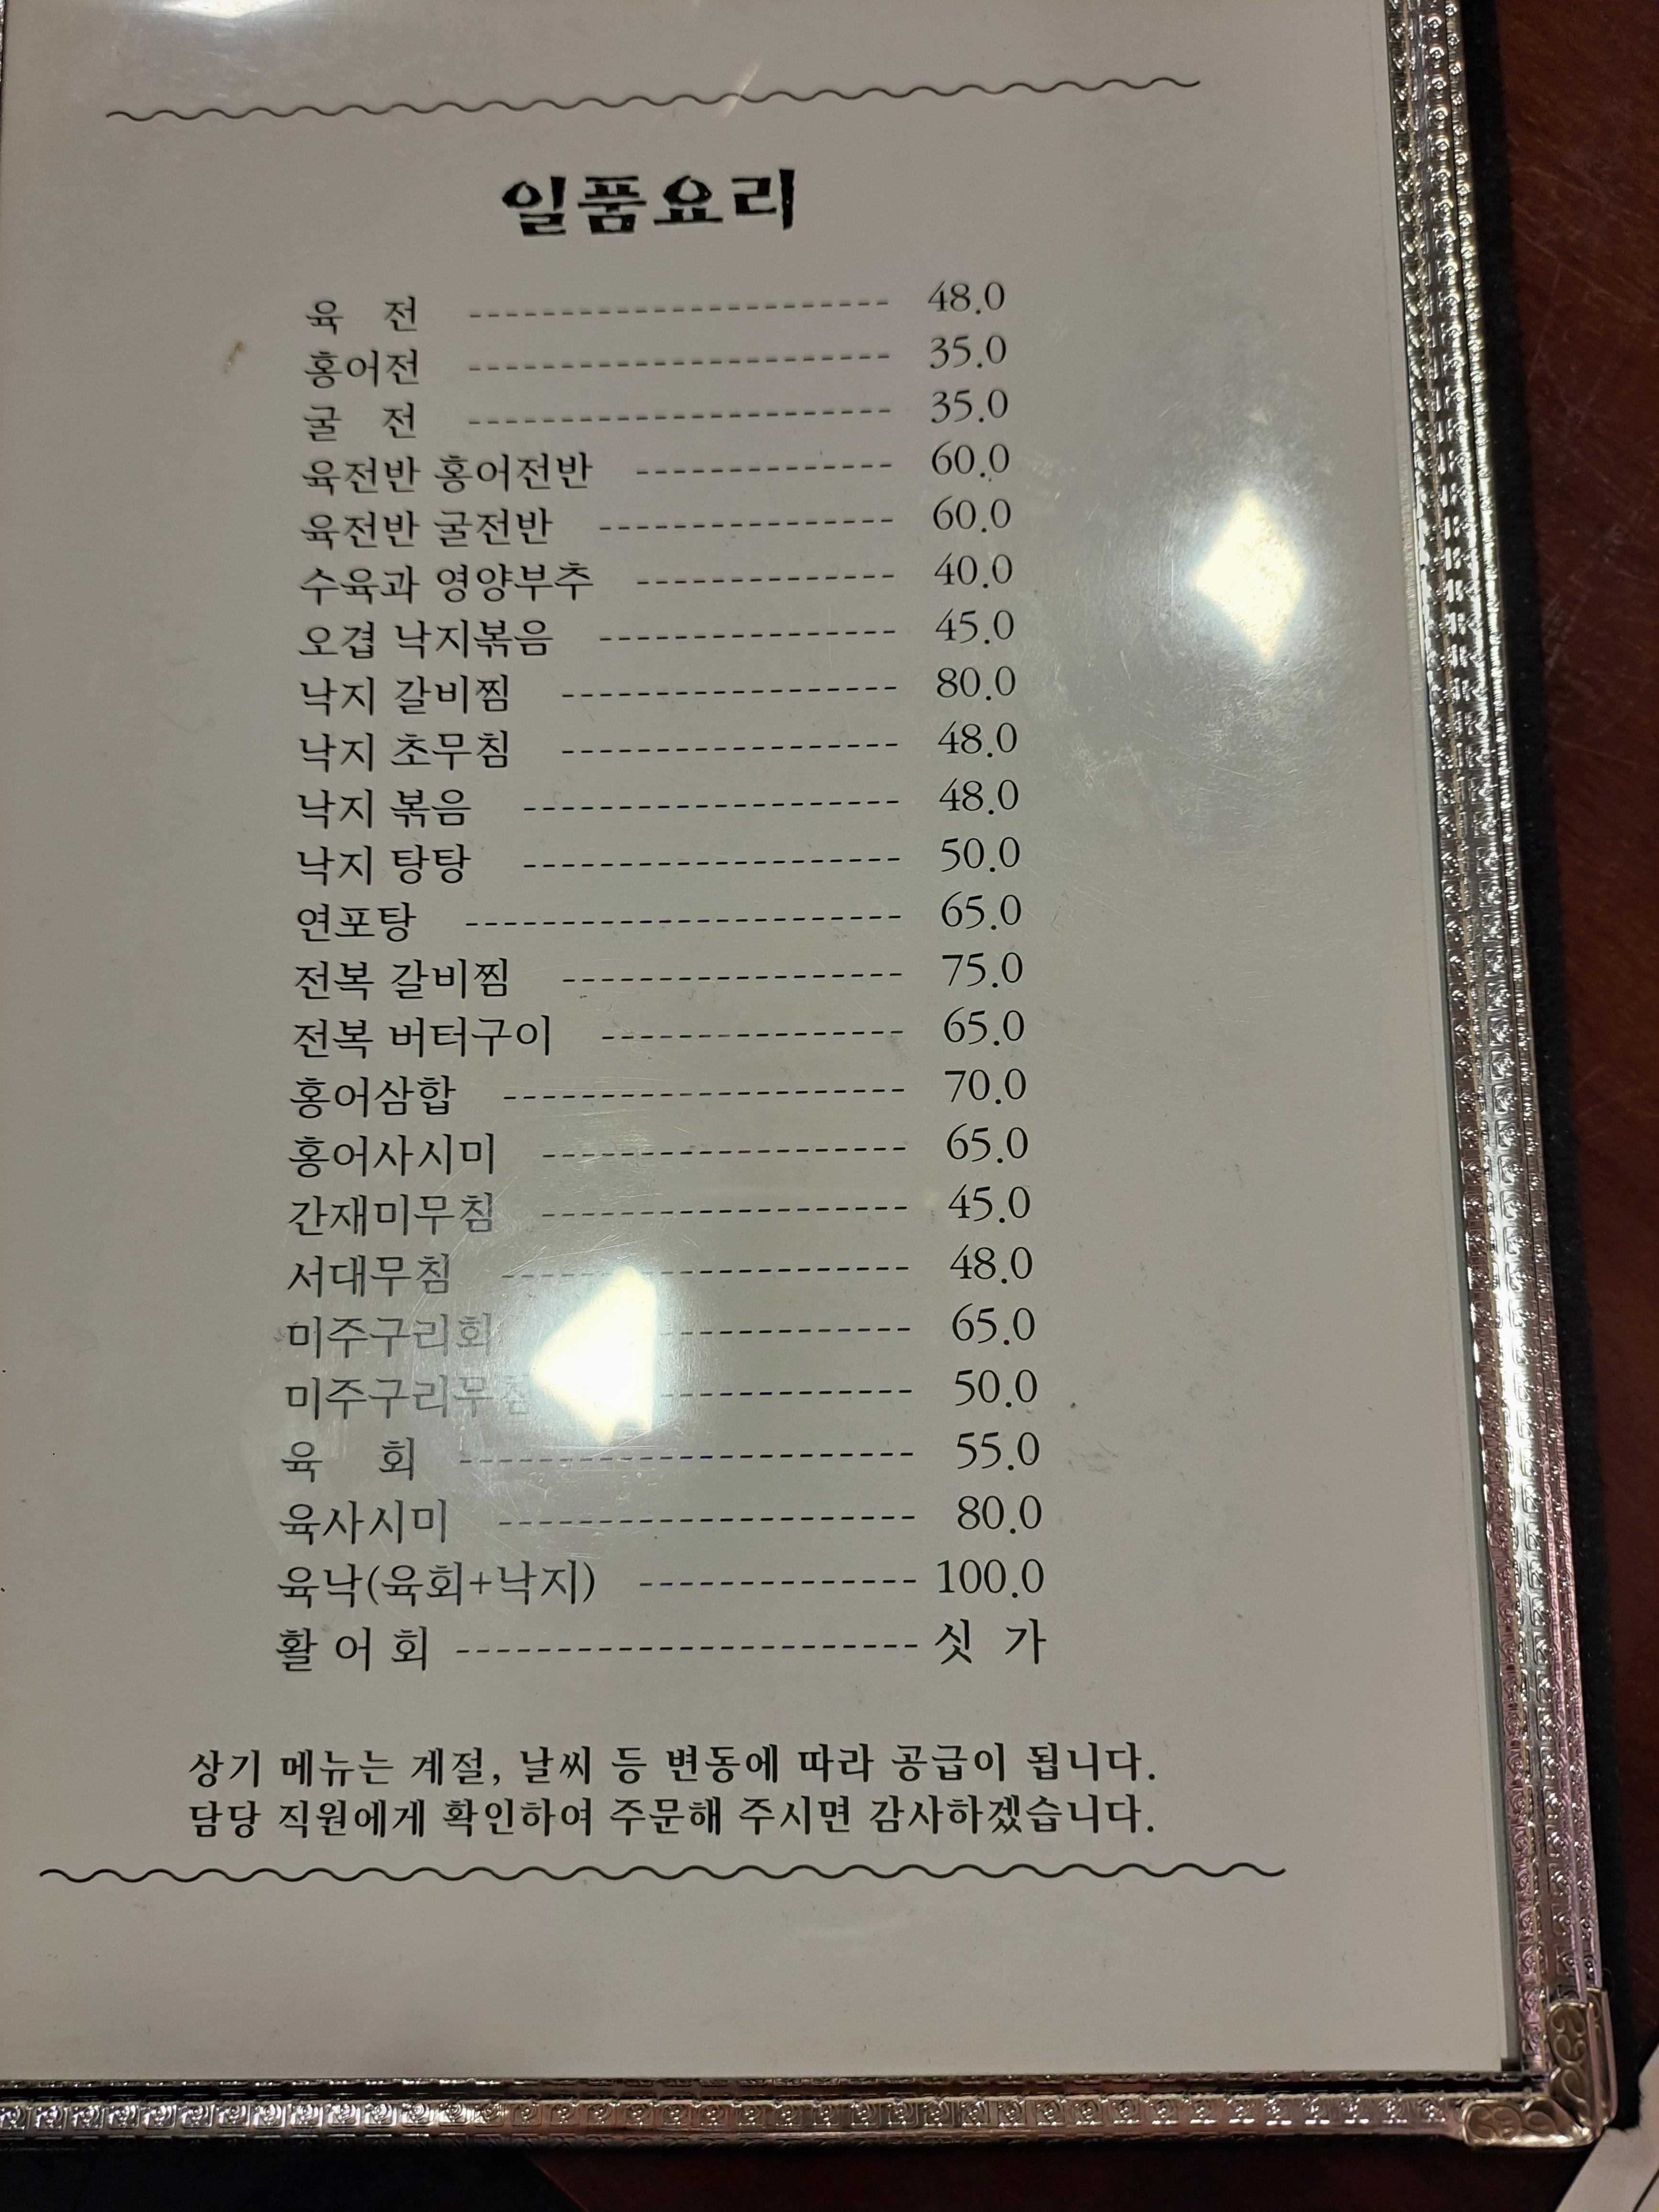 일품요리
육 전 ---------------------- 48.0
홍어전 ---------------------- 35.0
굴 전 ---------------------- 35.0
육전반 홍어전반 -------------- 60.0
육전반 굴전반 ---------------- 60.0
수육과 영양부추 -------------- 40.0
오겹 낙지볶음 ---------------- 45.0
낙지 갈비찜 ------------------ 80.0
낙지 초무침 ------------------ 48.0
낙지 볶음 -------------------- 48.0
낙지 탕탕 -------------------- 50.0
연포탕 ----------------------- 65.0
전복 갈비찜 ------------------ 75.0
전복 버터구이 ---------------- 65.0
홍어삼합 --------------------- 70.0
홍어사시미 ------------------- 65.0
간재미무침 ------------------- 45.0
서대무침 --------------------- 48.0
미주구리회 ------------- 65.0
미주구리무침 ------------- 50.0
육 회 ------------------------ 55.0
육사시미 --------------------- 80.0
육낙(육회+낙지) -------------- 100.0
활 어 회 ------------------------ 싯 가
상기 메뉴는 계절, 날씨 등 변동에 따라 공급이 됩니다.
담당 직원에게 확인하여 주문해 주시면 감사하겠습니다.